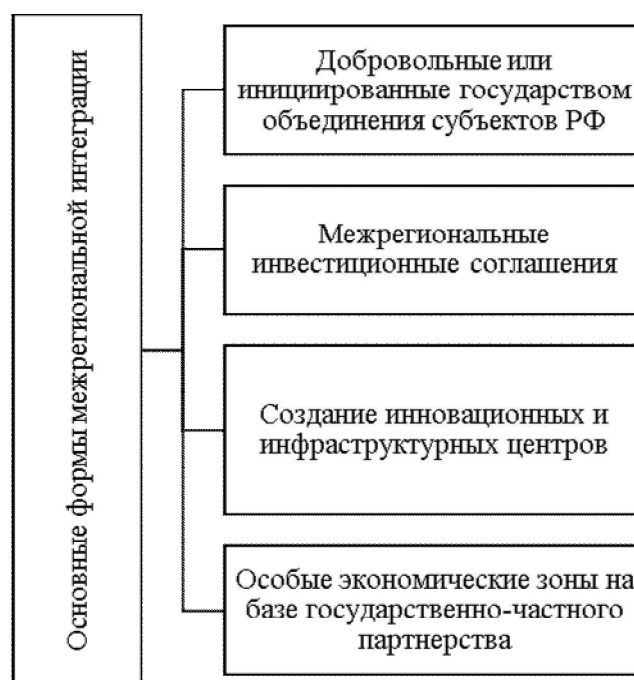 Основные формы межрегиональной интеграции
Добровольные или
инициированные государством
объединения субъектов РФ
Межрегиональные
инвестиционные соглашения
Создание инновационных и
инфраструктурных центров
Особые экономические зоны на
базе государственно-частного
партнерства